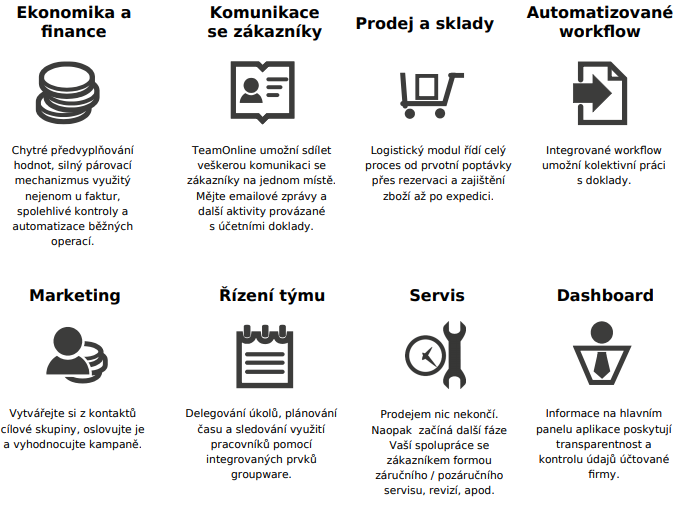 Ekonomika a
finance
Chytré předvyplňování
hodnot, silný párovací
mechanizmus využitý
nejenom u faktur,
spolehlivé kontroly a
automatizace běžných
operací.
Komunikace
se zákazníky
TeamOnline umožní sdílet
veškerou komunikaci se
zákazníky na jednom místě.
Mějte emailové zprávy a
další aktivity provázané
s účetními doklady.
Prodej a sklady
Logistický modul řídí celý
proces od prvotní poptávky
přes rezervaci a zajištění
zboží až po expedici.
Automatizované
workflow
Integrované workflow
umožní kolektivní práci
s doklady.
Marketing
Vytvářejte si z kontaktů
cílové skupiny, oslovujte je
a vyhodnocujte kampaně.
Řízení týmu
Delegování úkolů, plánování
času a sledování využití
pracovníků pomocí
integrovaných prvků
groupware.
Servis
Prodejem nic nekončí.
Naopak začíná další fáze
Vaší spolupráce se
zákazníkem formou
záručního / pozáručního
servisu, revizí, apod.
Dashboard
Informace na hlavním
panelu aplikace poskytují
transparentnost a
kontrolu údajů účtované
firmy.